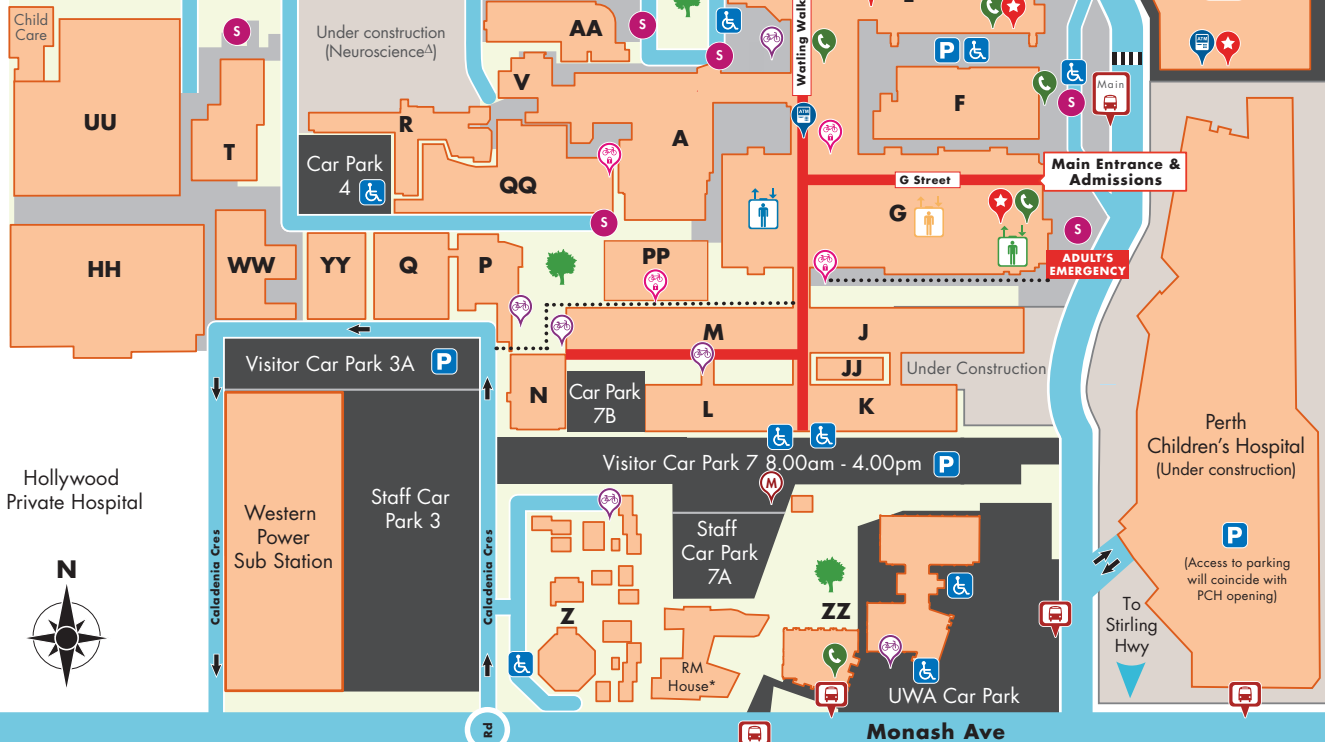 Child
Care
S
Under construction
(Neuroscience∆)
AA
S
S
V
UU
T
R
Car Park
4
QQ
A
Watling Walk
ATM
P
F
S
Main
ATM
G Street
Main Entrance &
Admissions
G
S
S
ADULT'S
EMERGENCY
HH
WW
YY
Q
P
PP
M
J
JJ
Under Construction
Visitor Car Park 3A P
N
Car Park
7B
L
K
Visitor Car Park 7 8.00am - 4.00pm P
M
Perth
Children's Hospital
(Under construction)
P
(Access to parking
will coincide with
PCH opening)
Hollywood
Private Hospital
N
Caladenia Cres
Western
Power
Sub Station
Staff Car
Park 3
Caladenia Cres
Staff
Car Park
7A
Z
ZZ
RM
House*
UWA Car Park
To
Stirling
Hwy
Rd
Monash Ave